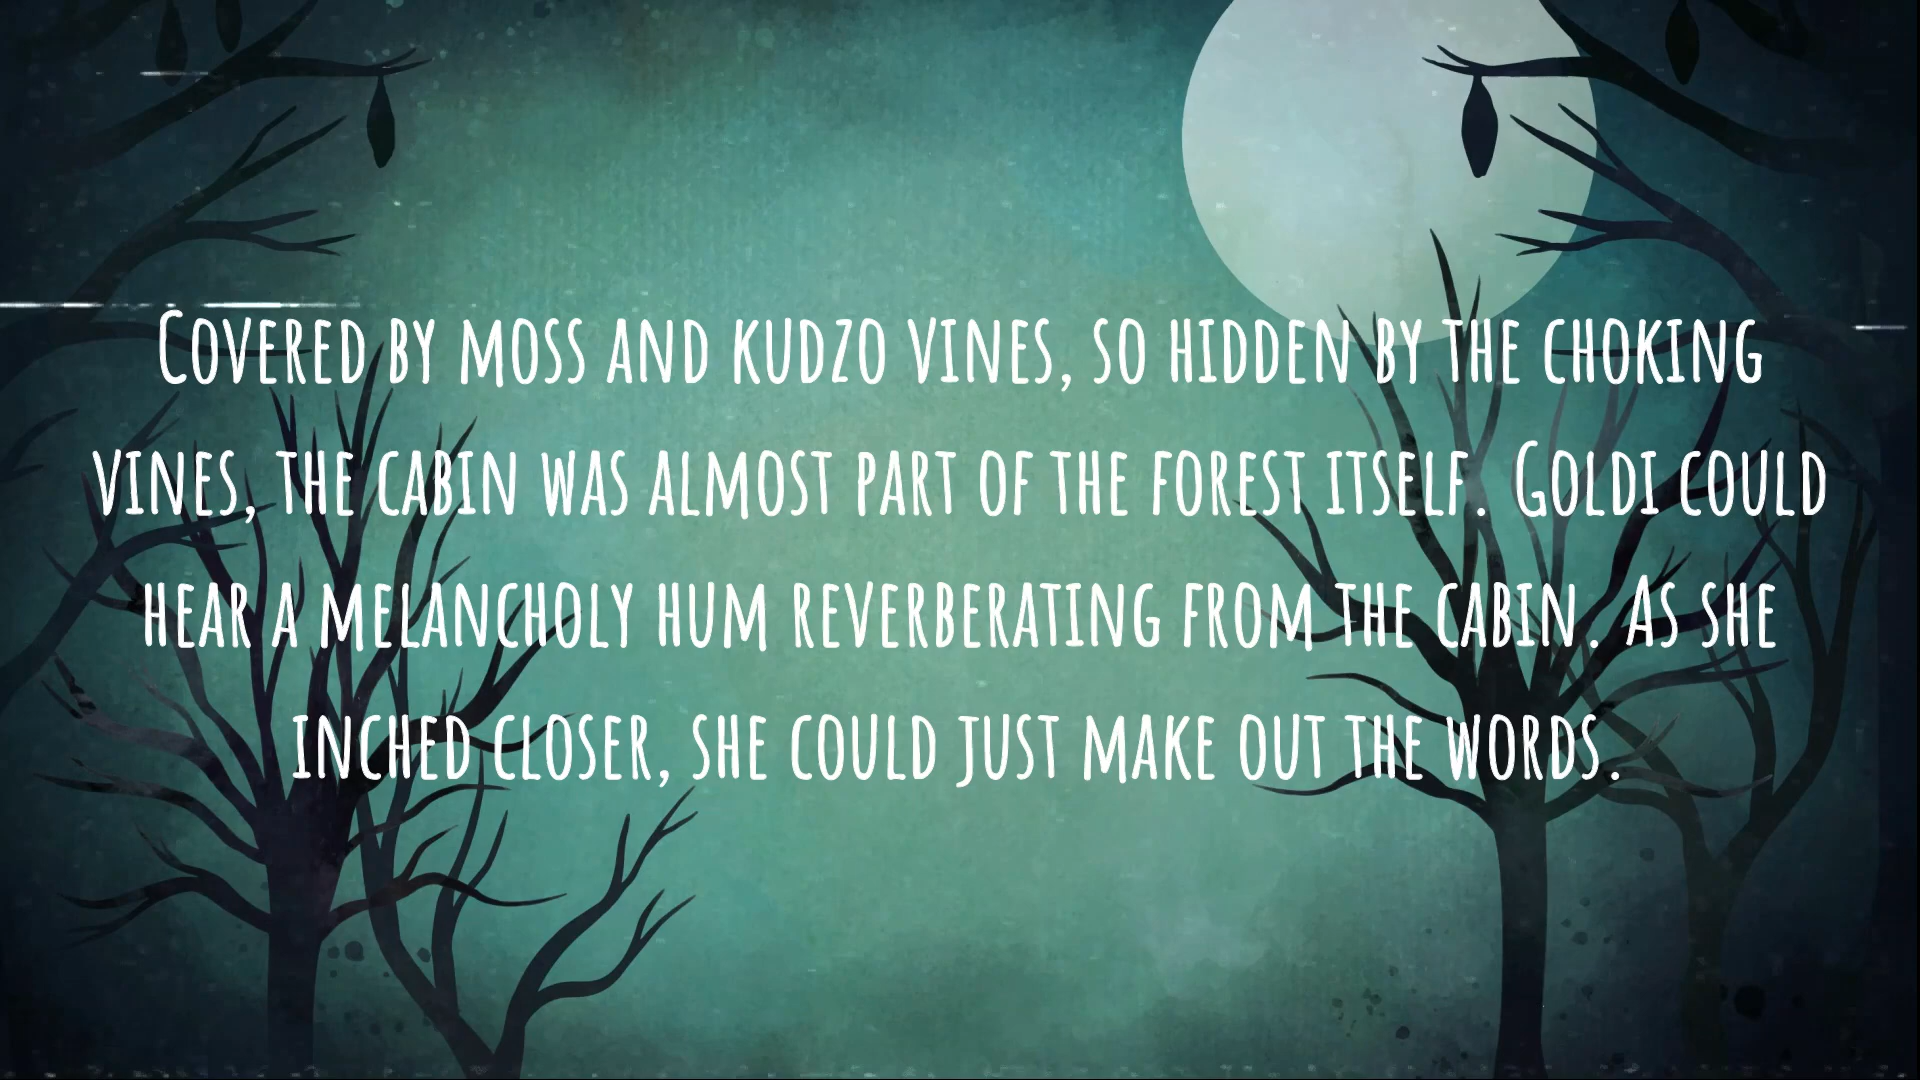 Covered by moss and kudzo vines, so hidden by the choking
vines, the cabin was almost part of the forest itself. Goldi could
hear a melancholy hum reverberating from the cabin. As she
inched closer, she could just make out the words.